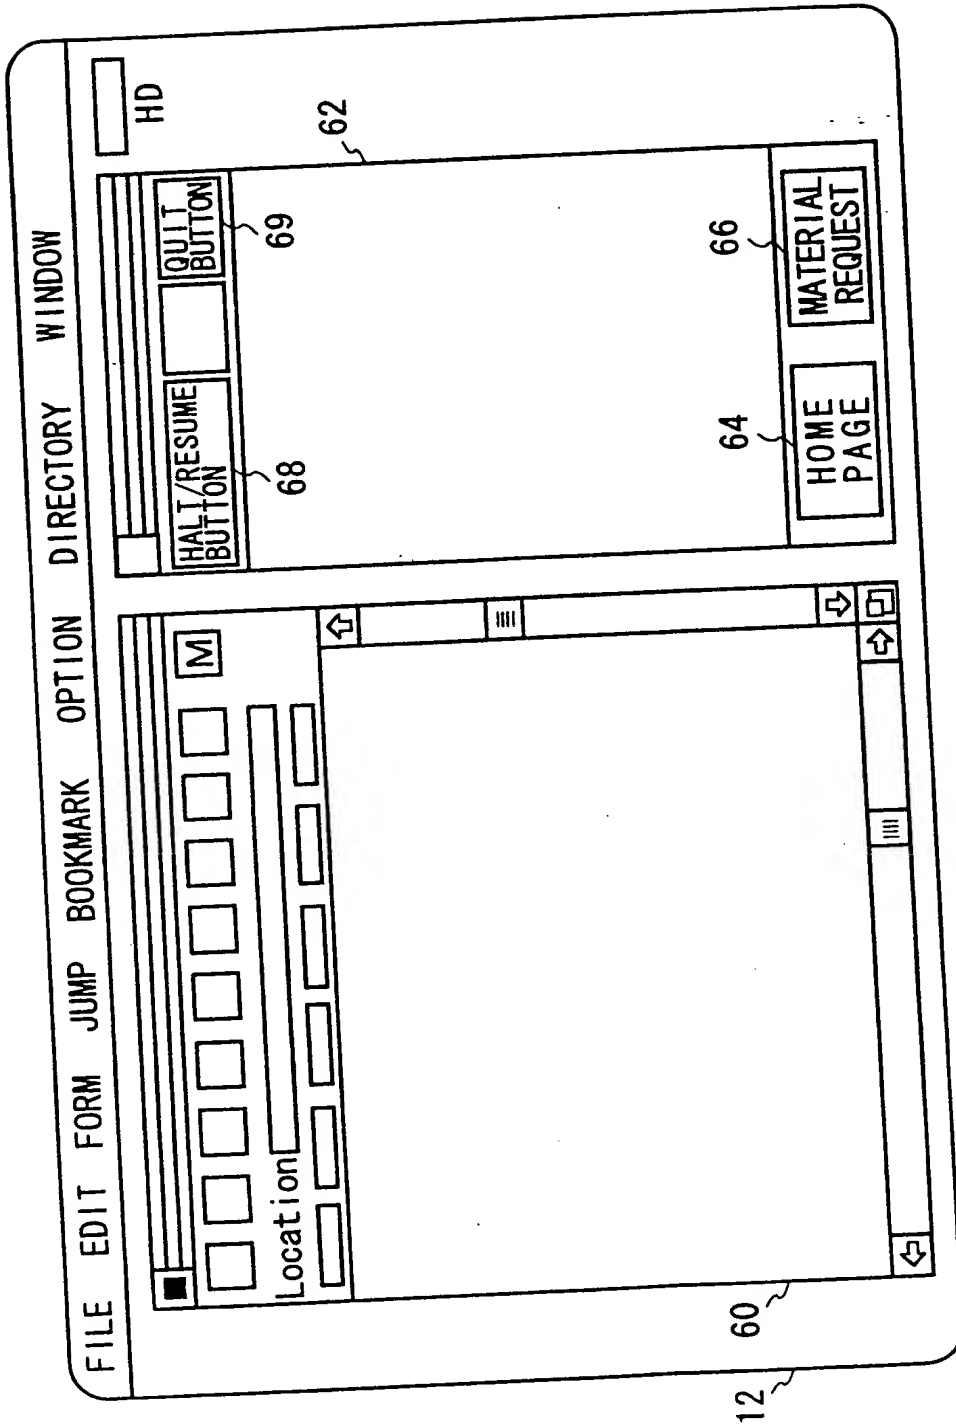 FILE EDIT FORM JUMP BOOKMARK OPTION DIRECTORY WINDOW
HD
M
HALT/RESUME
BUTTON
QUIT
BUTTON
68
69
Location
62
64
66
HOME
PAGE
MATERIAL
REQUEST
60
12